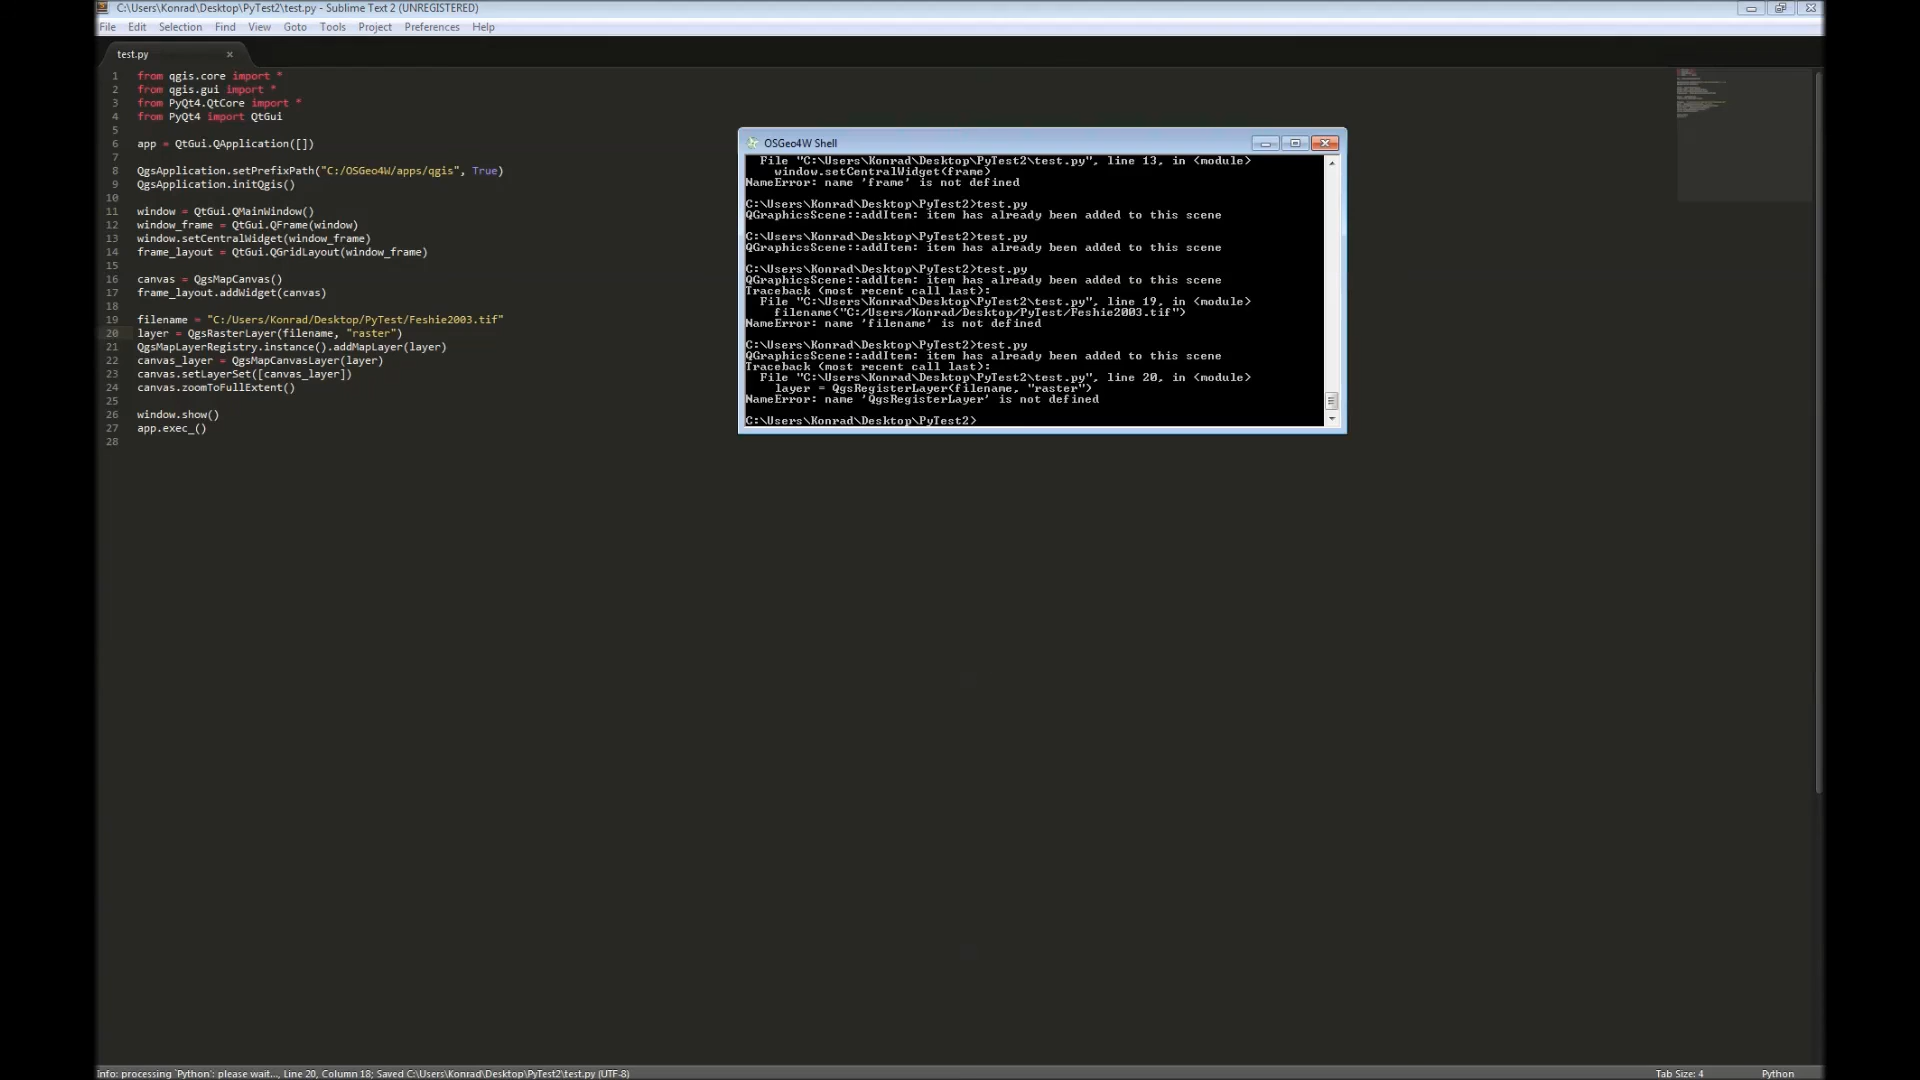 C:\Users\Konrad\Desktop\PyTest2\test.py - Sublime Text 2 (UNREGISTERED)
File Edit Selection Find View Goto Tools Project Preferences Help
test.py
1 from qgis.core import *
2 from qgis.gui import *
3 from PyQt4.QtCore import *
4 from PyQt4 import QtGui
5
6 app = QtGui.QApplication([])
7
8 QgsApplication.setPrefixPath("C:/OSGeo4W/apps/qgis", True)
9 QgsApplication.initQgis()
10
11 window = QtGui.QMainWindow()
12 window_frame = QtGui.QFrame(window)
13 window.setCentralWidget(window_frame)
14 frame_layout = QtGui.QGridLayout(window_frame)
15
16 canvas = QgsMapCanvas()
17 frame_layout.addWidget(canvas)
18
19 filename = "C:/Users/Konrad/Desktop/PyTest/Feshie2003.tif"
20 layer = QgsRasterLayer(filename, "raster")
21 QgsMapLayerRegistry.instance().addMapLayer(layer)
22 canvas_layer = QgsMapCanvasLayer(layer)
23 canvas.setLayerSet([canvas_layer])
24 canvas.zoomToFullExtent()
25
26 window.show()
27 app.exec_()
28
OSGeo4W Shell
File "C:\Users\Konrad\Desktop\PyTest2\test.py", line 13, in <module>
window.setCentralWidget(frame)
NameError: name 'frame' is not defined
C:\Users\Konrad\Desktop\PyTest2>test.py
QGraphicsScene::addItem: item has already been added to this scene
C:\Users\Konrad\Desktop\PyTest2>test.py
QGraphicsScene::addItem: item has already been added to this scene
C:\Users\Konrad\Desktop\PyTest2>test.py
QGraphicsScene::addItem: item has already been added to this scene
Traceback (most recent call last):
File "C:\Users\Konrad\Desktop\PyTest2\test.py", line 19, in <module>
filename("C:/Users/Konrad/Desktop/PyTest/Feshie2003.tif")
NameError: name 'filename' is not defined
C:\Users\Konrad\Desktop\PyTest2>test.py
QGraphicsScene::addItem: item has already been added to this scene
Traceback (most recent call last):
File "C:\Users\Konrad\Desktop\PyTest2\test.py", line 20, in <module>
layer = QgsRegisterLayer(filename, "raster")
NameError: name 'QgsRegisterLayer' is not defined
C:\Users\Konrad\Desktop\PyTest2>
Info: processing `Python`: please wait..., Line 20, Column 18; Saved C:\Users\Konrad\Desktop\PyTest2\test.py (UTF-8)
Tab Size: 4 Python